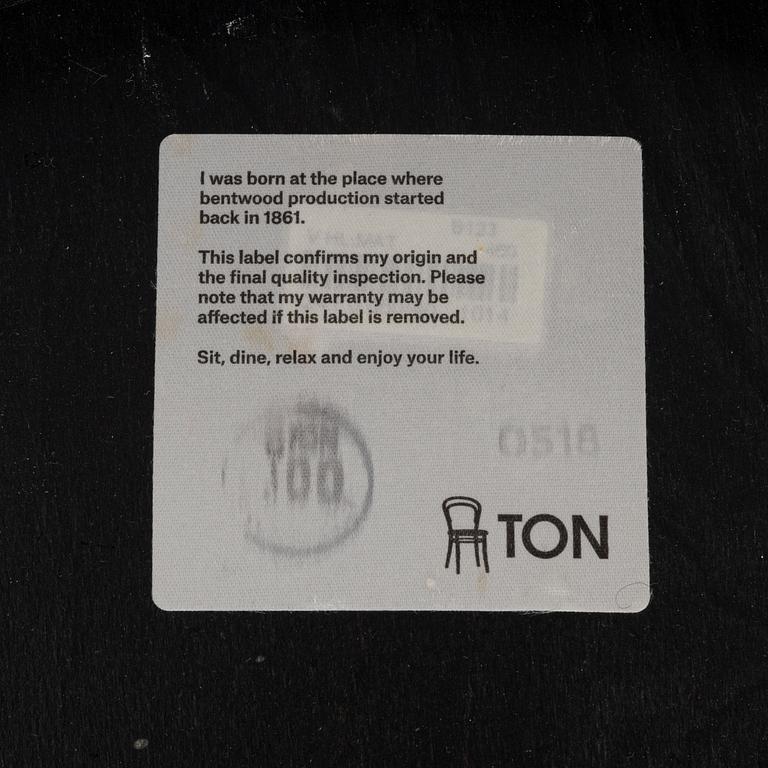 I was born at the place where
bentwood production started
back in 1861.
This label confirms my origin and
the final quality inspection. Please
note that my warranty may be
affected if this label is removed.
Sit, dine, relax and enjoy your life.
0518
TON